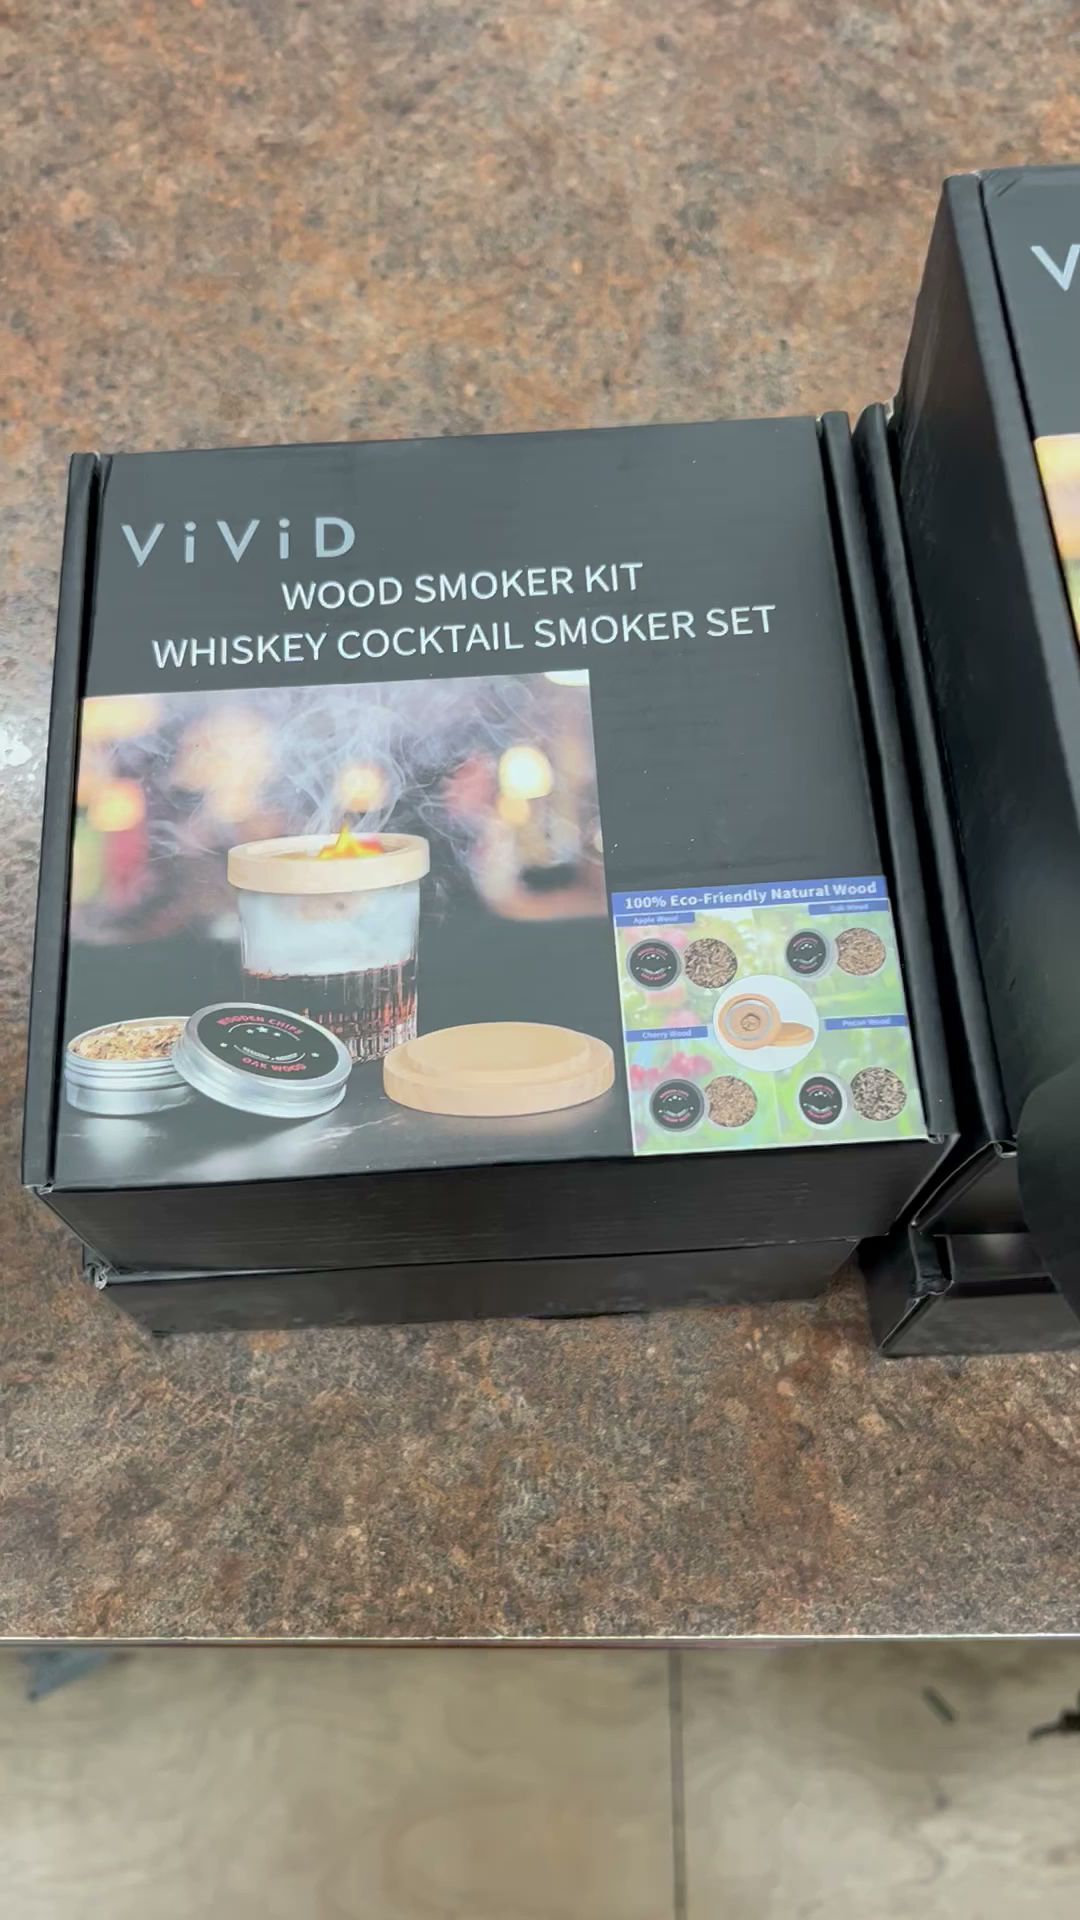 ViViD
WOOD SMOKER KIT
WHISKEY COCKTAIL SMOKER SET
100% Eco-Friendly Natural Wood
Apple Wood
Oak Wood
Cherry Wood
Pecan Wood
WOODEN CHIPS
OAK WOOD
V